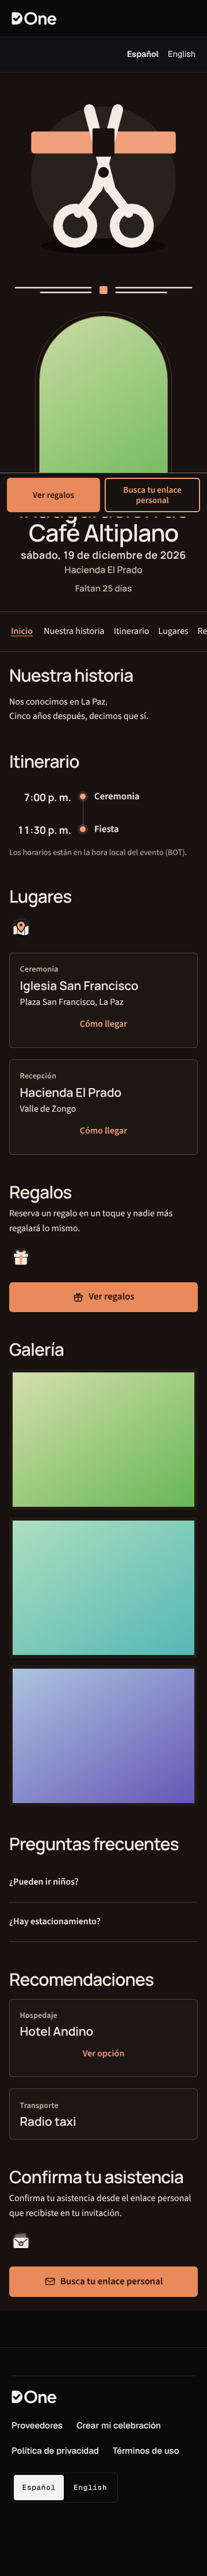 One
Español English
Ver regalos
Busca tu enlace
personal
Café Altiplano
sábado, 19 de diciembre de 2026
Hacienda El Prado
Faltan 25 días
Inicio Nuestra historia Itinerario Lugares Re
Nuestra historia
Nos conocimos en La Paz.
Cinco años después, decimos que sí.
Itinerario
7:00 p. m. Ceremonia
11:30 p. m. Fiesta
Los horarios están en la hora local del evento (BOT).
Lugares
Ceremonia
Iglesia San Francisco
Plaza San Francisco, La Paz
Cómo llegar
Recepción
Hacienda El Prado
Valle de Zongo
Cómo llegar
Regalos
Reserva un regalo en un toque y nadie más
regalará lo mismo.
Ver regalos
Galería
Preguntas frecuentes
¿Pueden ir niños?
¿Hay estacionamiento?
Recomendaciones
Hospedaje
Hotel Andino
Ver opción
Transporte
Radio taxi
Confirma tu asistencia
Confirma tu asistencia desde el enlace personal
que recibiste en tu invitación.
Busca tu enlace personal
One
Proveedores Crear mi celebración
Política de privacidad Términos de uso
Español English